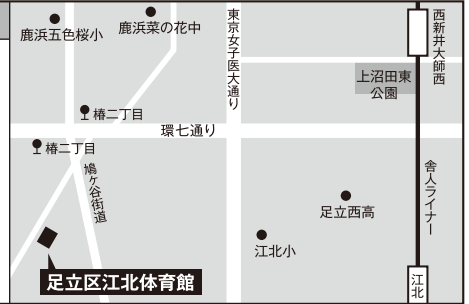 鹿浜五色桜小
鹿浜菜の花中
東京女子医大通り
西新井大師西
上沼田東
公園
椿二丁目
環七通り
椿二丁目
鳩ヶ谷街道
舎人ライナー
足立西高
江北小
江北
足立区江北体育館